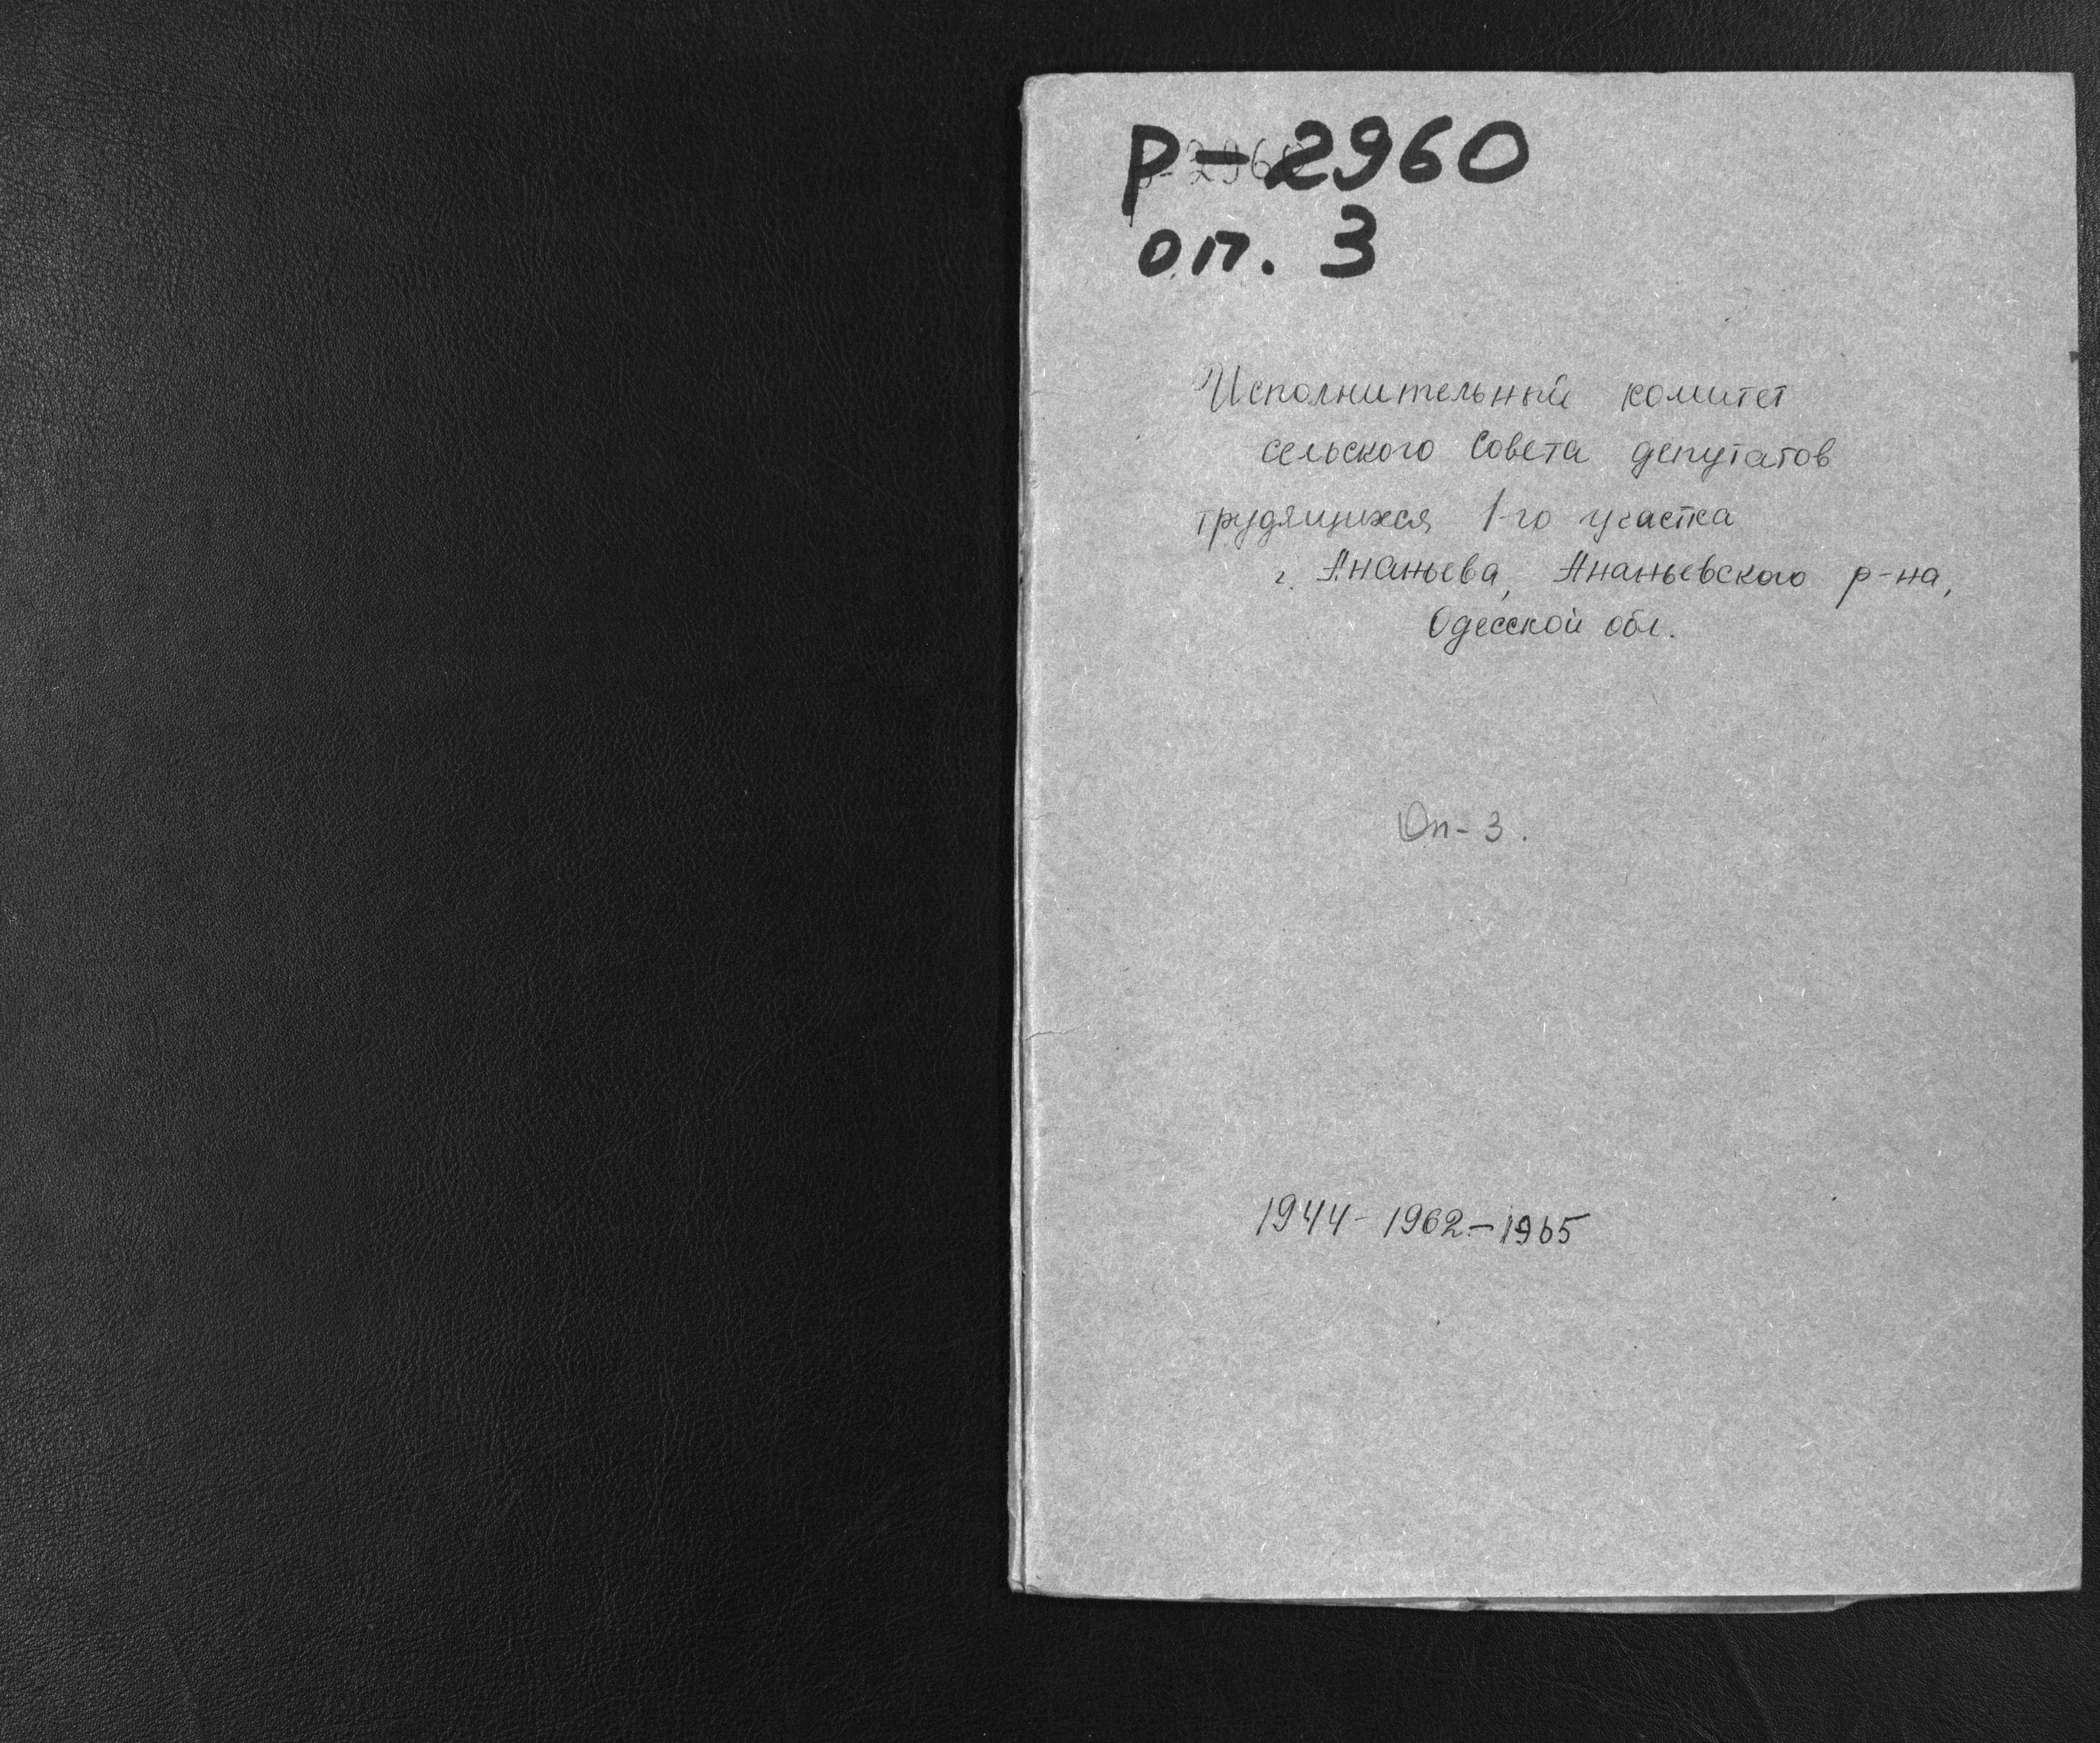 р-2960
оп. 3
Исполнительный комитет
сельского Совета депутатов
трудящихся 1-го участка
г. Ананьева, Ананьевского р-на,
Одесской обл.
Оп-3.
1944-1962-1965